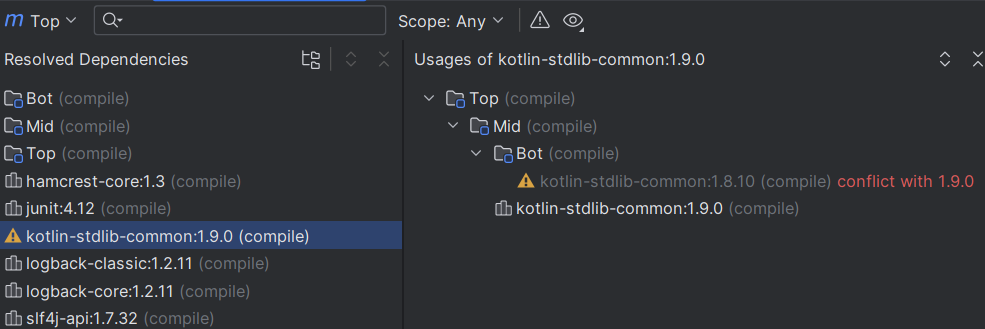 m Top Scope: Any
Resolved Dependencies
Bot (compile)
Mid (compile)
Top (compile)
hamcrest-core:1.3 (compile)
junit:4.12 (compile)
kotlin-stdlib-common:1.9.0 (compile)
logback-classic:1.2.11 (compile)
logback-core:1.2.11 (compile)
slf4j-api:1.7.32 (compile)
Usages of kotlin-stdlib-common:1.9.0
Top (compile)
Mid (compile)
Bot (compile)
kotlin-stdlib-common:1.8.10 (compile) conflict with 1.9.0
kotlin-stdlib-common:1.9.0 (compile)